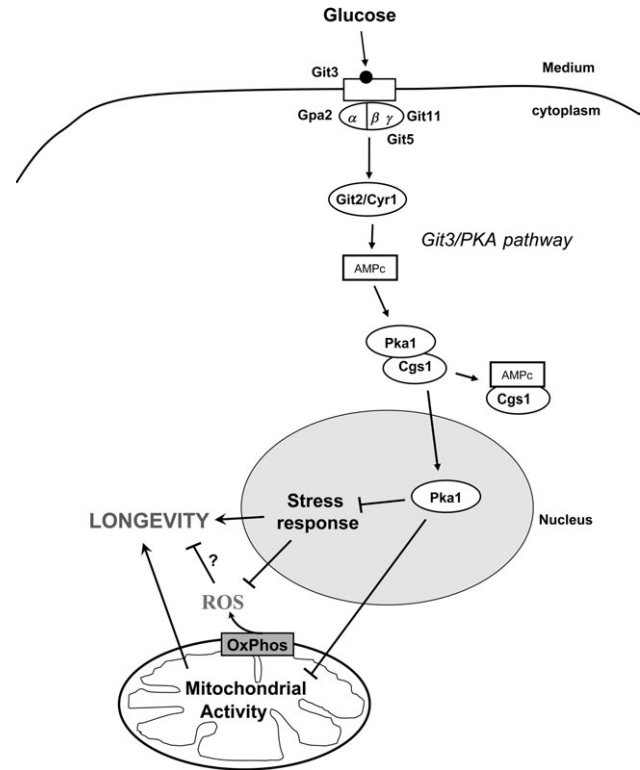 Glucose
Git3
Medium
cytoplasm
Gpa2
α
β γ
Git11
Git5
Git2/Cyr1
Git3/PKA pathway
AMPc
Pka1
Cgs1
AMPc
Cgs1
Pka1
Stress
response
Nucleus
LONGEVITY
?
ROS
OxPhos
Mitochondrial
Activity